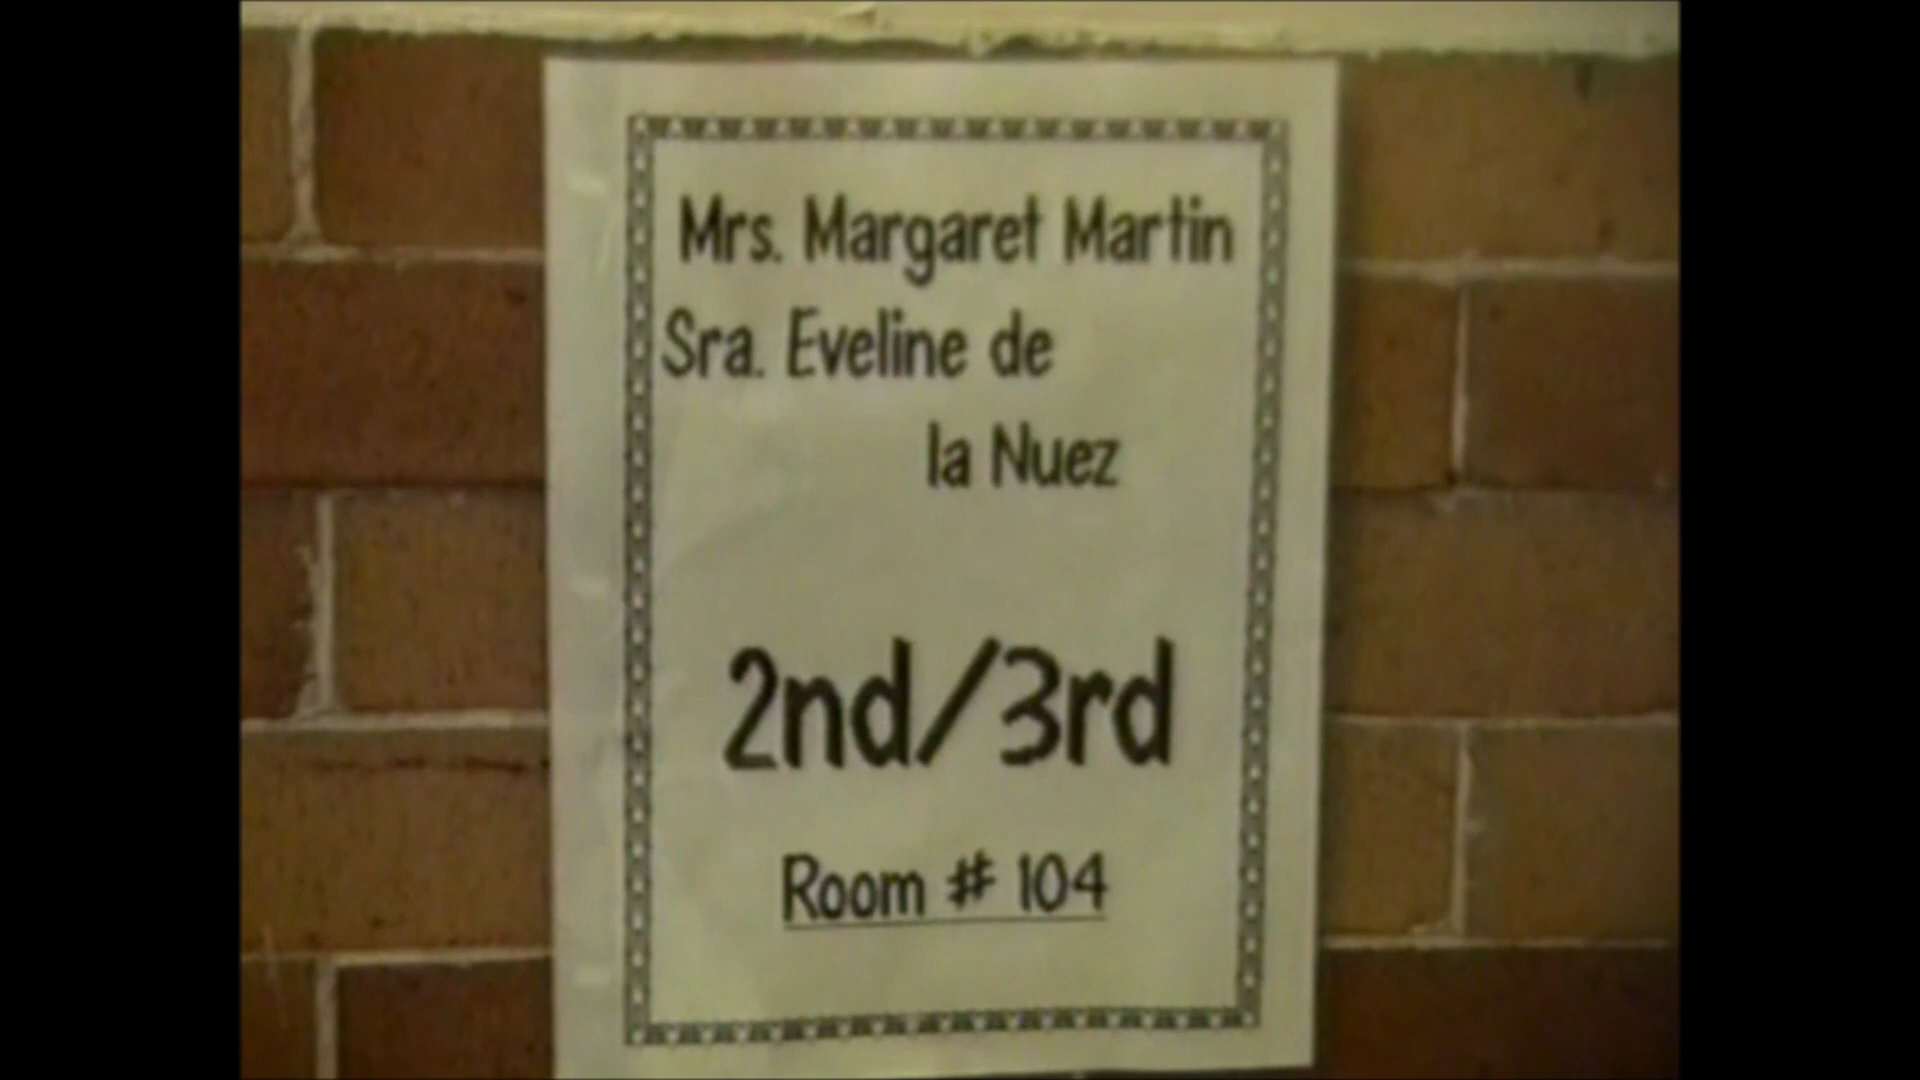 Mrs. Margaret Martin
Sra. Eveline de
la Nuez
2nd/3rd
Room # 104